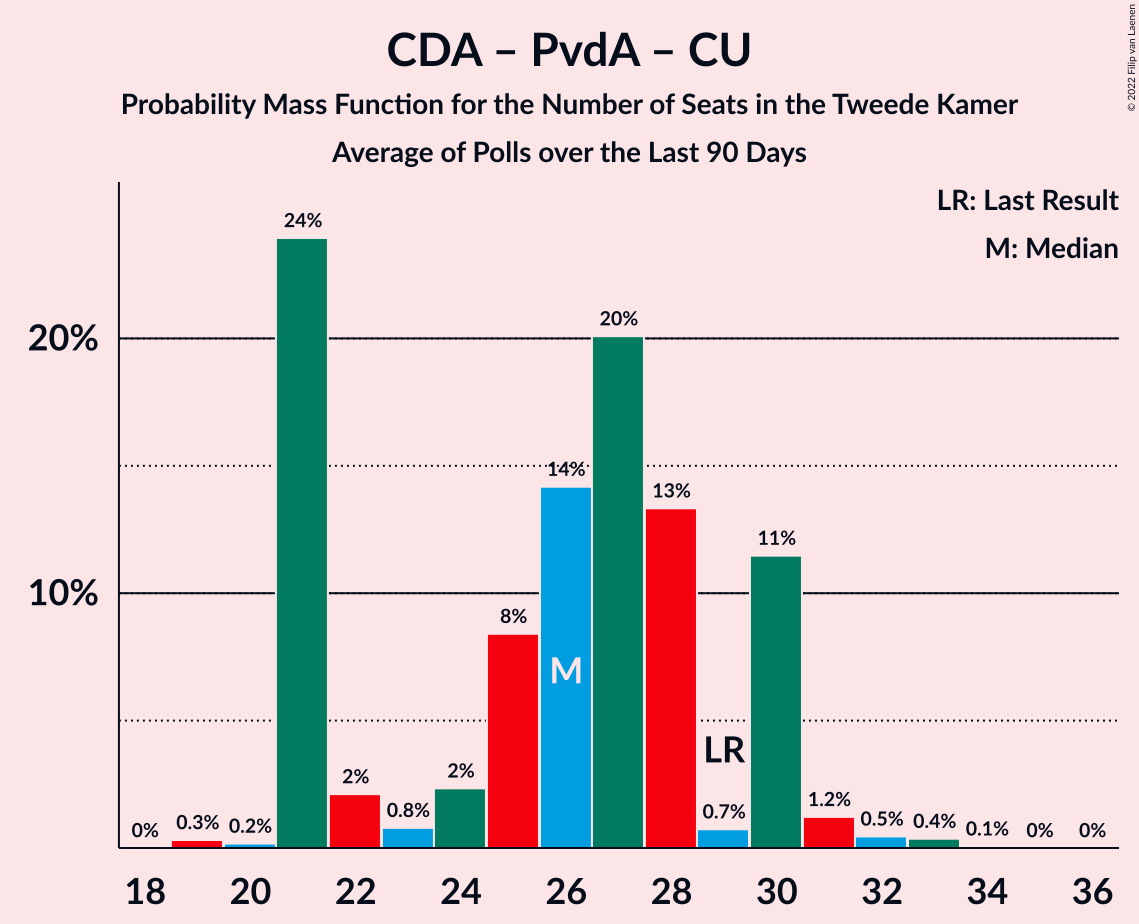 CDA – PvdA – CU
Probability Mass Function for the Number of Seats in the Tweede Kamer
Average of Polls over the Last 90 Days
© 2022 Filip van Laenen
LR: Last Result
M: Median
20%
10%
0%
0.3%
0.2%
24%
2%
0.8%
2%
8%
14%
20%
13%
0.7%
11%
1.2%
0.5%
0.4%
0.1%
0%
0%
M
LR
18 20 22 24 26 28 30 32 34 36